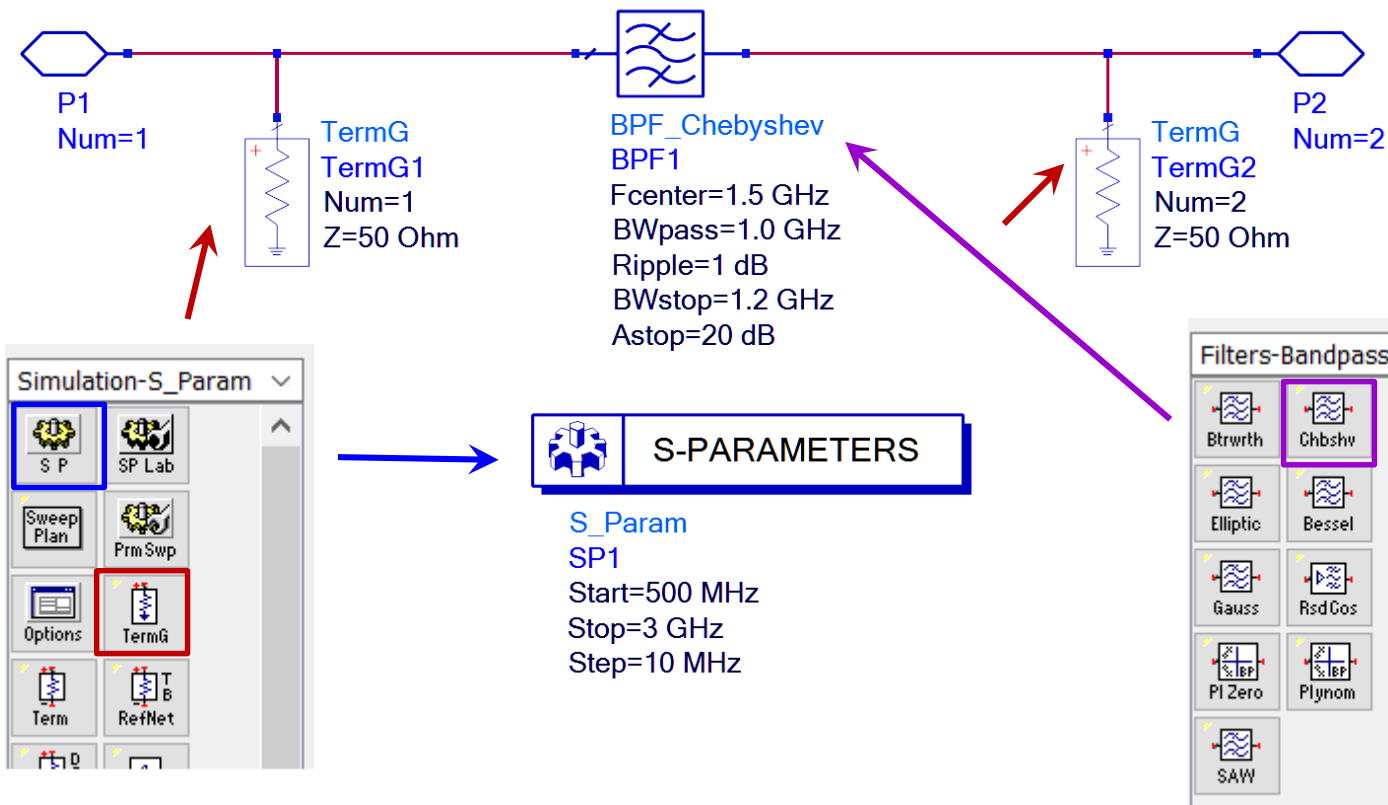 P1
Num=1
TermG
TermG1
Num=1
Z=50 Ohm
BPF_Chebyshev
BPF1
Fcenter=1.5 GHz
BWpass=1.0 GHz
Ripple=1 dB
BWstop=1.2 GHz
Astop=20 dB
TermG
TermG2
Num=2
Z=50 Ohm
P2
Num=2
Simulation-S_Param
S P
SP Lab
Sweep
Plan
Prm Swp
Options
TermG
Term
RefNet
S-PARAMETERS
S_Param
SP1
Start=500 MHz
Stop=3 GHz
Step=10 MHz
Filters-Bandpass
Btrwrth
Chbshv
Elliptic
Bessel
Gauss
RsdCos
Pl Zero
Plynom
SAW